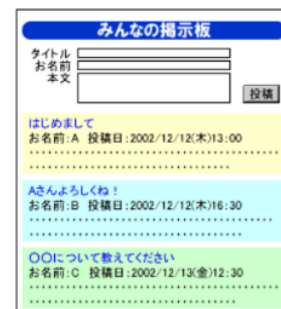 みんなの掲示板
タイトル
お名前
本文
投稿
はじめまして
お名前:A 投稿日:2002/12/12(木)13:00
Aさんよろしくね！
お名前:B 投稿日:2002/12/12(木)16:30
〇〇について教えてください
お名前:C 投稿日:2002/12/13(金)12:30